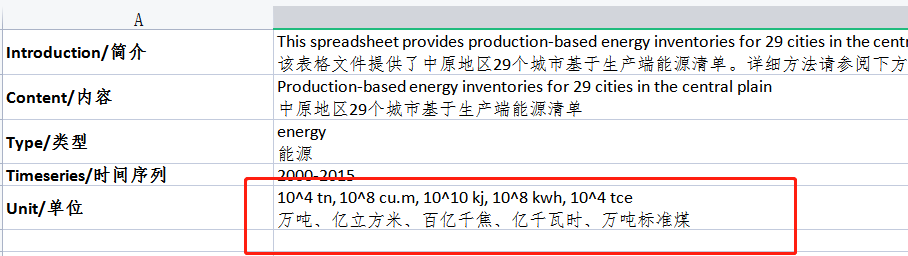 A
Introduction/简介
This spreadsheet provides production-based energy inventories for 29 cities in the centr
该表格文件提供了中原地区29个城市基于生产端能源清单。详细方法请参阅下方
Content/内容
Production-based energy inventories for 29 cities in the central plain
中原地区29个城市基于生产端能源清单
Type/类型
energy
能源
Timeseries/时间序列
2000-2015
Unit/单位
10^4 tn, 10^8 cu.m, 10^10 kj, 10^8 kwh, 10^4 tce
万吨、亿立方米、百亿千焦、亿千瓦时、万吨标准煤